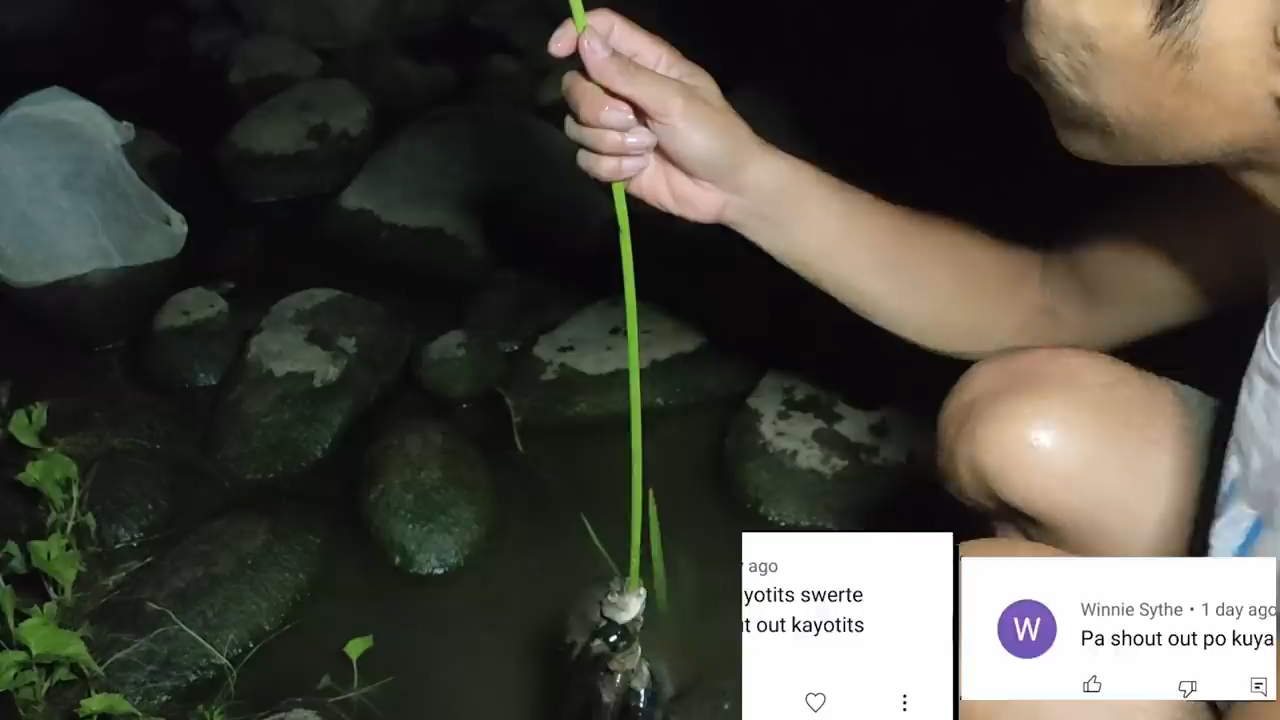 ago
yotits swerte
t out kayotits
W
Winnie Sythe • 1 day ago
Pa shout out po kuya